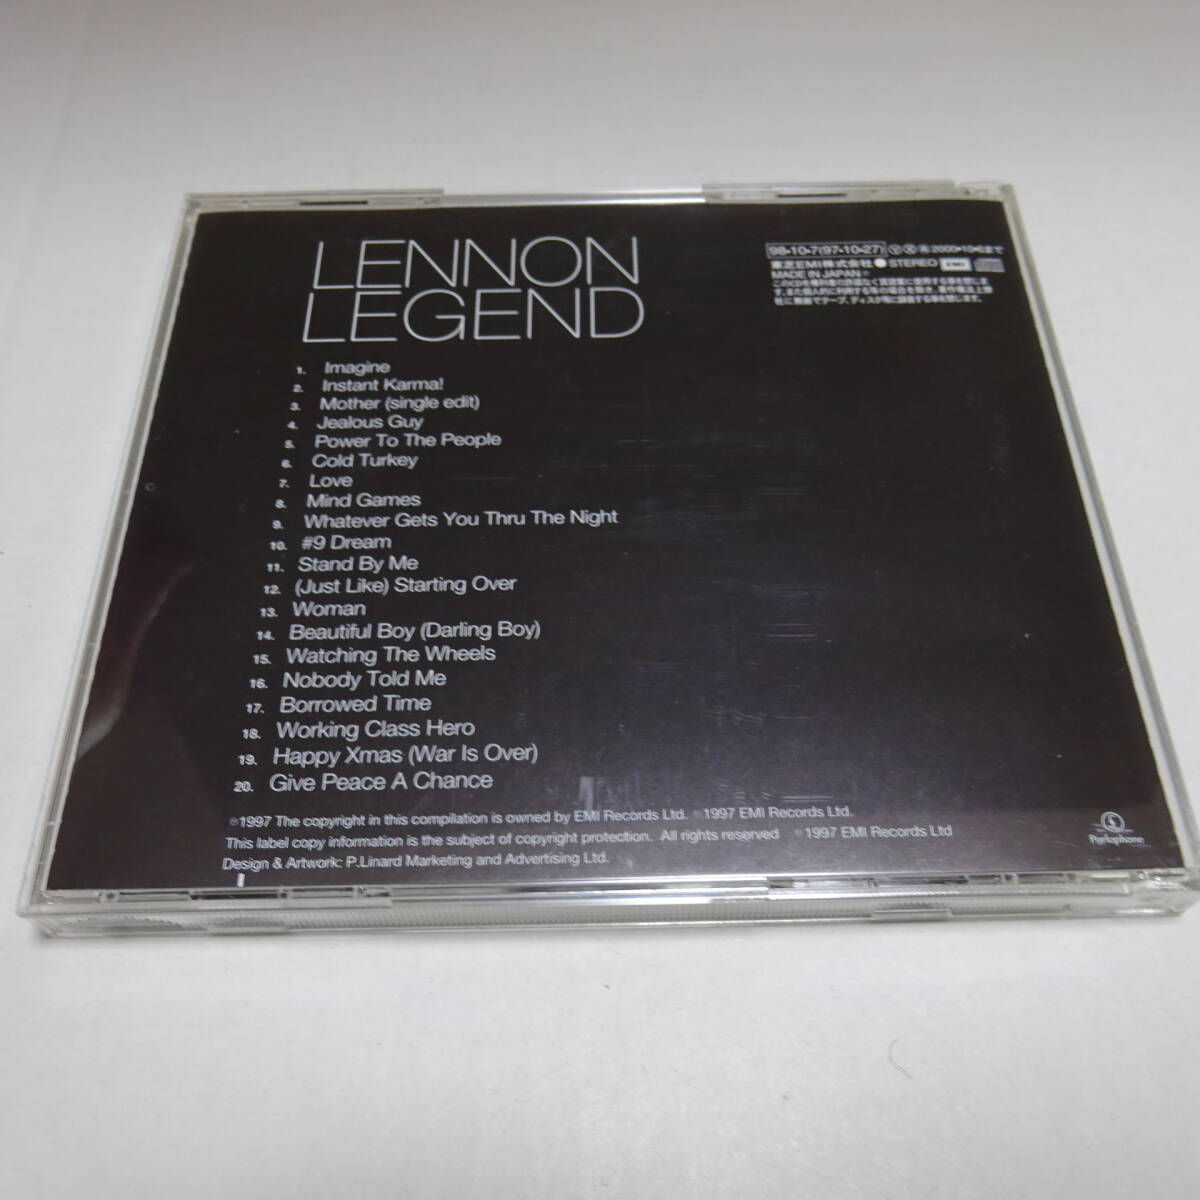 LENNON
LEGEND
98·10·7(97·10·27) 2000·10·6まで
東芝EMI株式会社 STEREO EMI
MADE IN JAPAN
1. Imagine
2. Instant Karma!
3. Mother (single edit)
4. Jealous Guy
5. Power To The People
6. Cold Turkey
7. Love
8. Mind Games
9. Whatever Gets You Thru The Night
10. #9 Dream
11. Stand By Me
12. (Just Like) Starting Over
13. Woman
14. Beautiful Boy (Darling Boy)
15. Watching The Wheels
16. Nobody Told Me
17. Borrowed Time
18. Working Class Hero
19. Happy Xmas (War Is Over)
20. Give Peace A Chance
℗1997 The copyright in this compilation is owned by EMI Records Ltd. ©1997 EMI Records Ltd.
This label copy information is the subject of copyright protection. All rights reserved ©1997 EMI Records Ltd
Design & Artwork: P.Linard Marketing and Advertising Ltd.
£
Parlophone